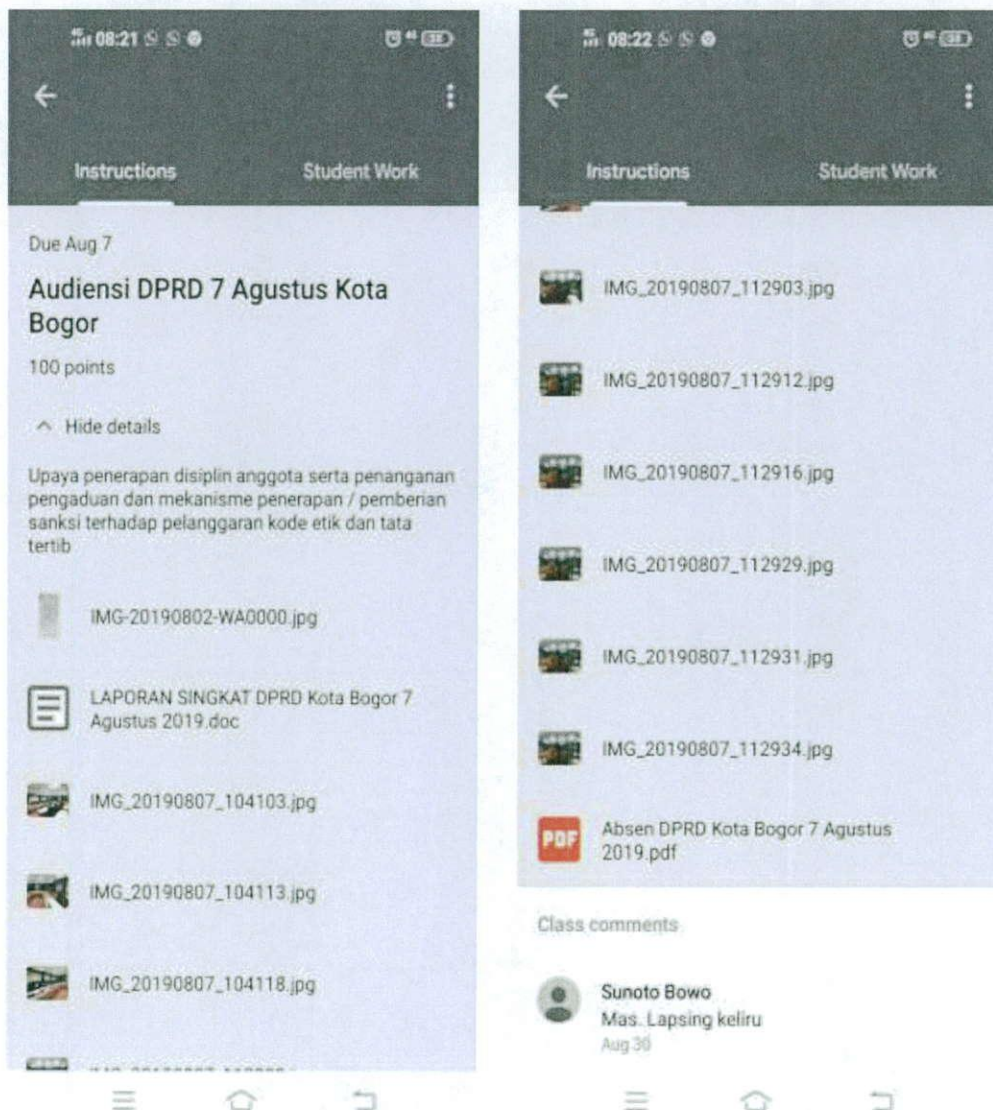 08:21
Instructions
Student Work
Due Aug 7
Audiensi DPRD 7 Agustus Kota
Bogor
100 points
Hide details
Upaya penerapan disiplin anggota serta penanganan
pengaduan dan mekanisme penerapan / pemberian
sanksi terhadap pelanggaran kode etik dan tata
tertib
IMG-20190802-WA0000.jpg
LAPORAN SINGKAT DPRD Kota Bogor 7
Agustus 2019.doc
IMG_20190807_104103.jpg
IMG_20190807_104113.jpg
IMG_20190807_104118.jpg
08:22
Instructions
Student Work
IMG_20190807_112903.jpg
IMG_20190807_112912.jpg
IMG_20190807_112916.jpg
IMG_20190807_112929.jpg
IMG_20190807_112931.jpg
IMG_20190807_112934.jpg
PDF
Absen DPRD Kota Bogor 7 Agustus
2019.pdf
Class comments
Sunoto Bowo
Mas. Lapsing keliru
Aug 30